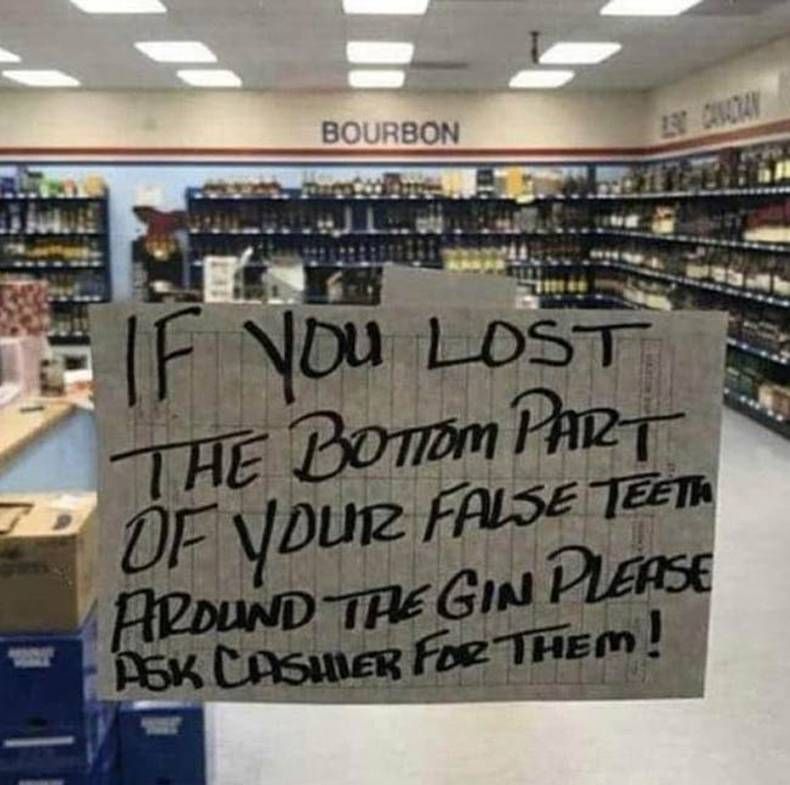 BOURBON
CANADIAN
IF YOU LOST
THE BOTTOM PART
OF YOUR FALSE TEETH
AROUND THE GIN PLEASE
ASK CASHIER FOR THEM!